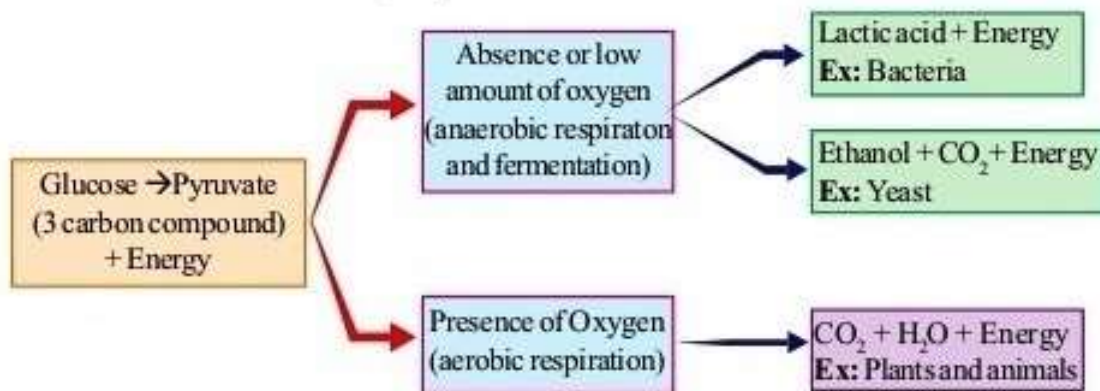 Glucose →Pyruvate
(3 carbon compound)
+ Energy
Absence or low
amount of oxygen
(anaerobic respiraton
and fermentation)
Lactic acid + Energy
Ex: Bacteria
Ethanol + CO₂ + Energy
Ex: Yeast
Presence of Oxygen
(aerobic respiration)
CO₂ + H₂O + Energy
Ex: Plants and animals